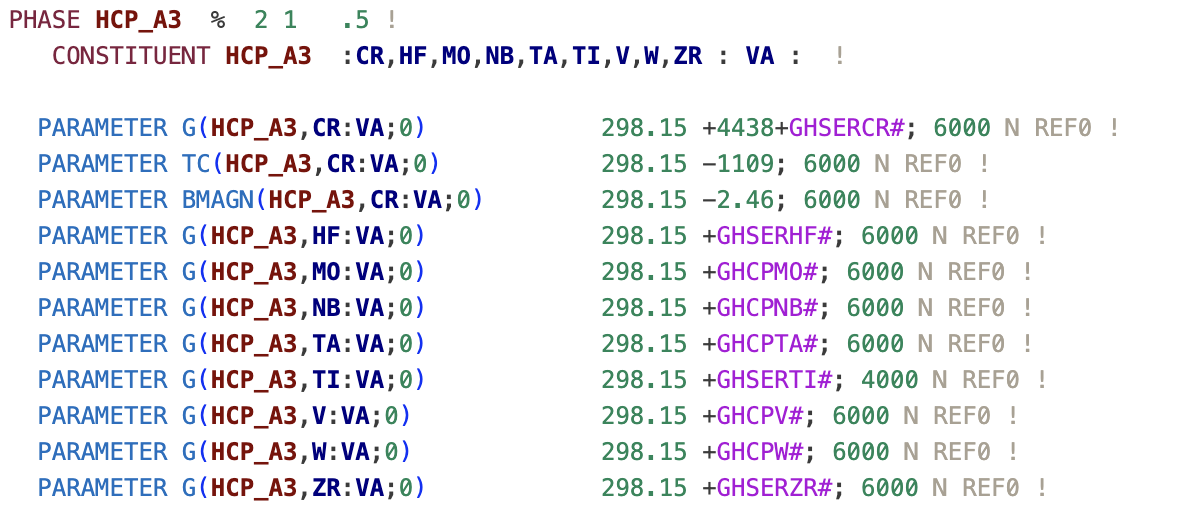 PHASE HCP_A3  %  2 1   .5 !
   CONSTITUENT HCP_A3  :CR,HF,MO,NB,TA,TI,V,W,ZR : VA :  !

  PARAMETER G(HCP_A3,CR:VA;0)            298.15 +4438+GHSERCR#; 6000 N REF0 !
  PARAMETER TC(HCP_A3,CR:VA;0)           298.15 -1109; 6000 N REF0 !
  PARAMETER BMAGN(HCP_A3,CR:VA;0)        298.15 -2.46; 6000 N REF0 !
  PARAMETER G(HCP_A3,HF:VA;0)            298.15 +GHSERHF#; 6000 N REF0 !
  PARAMETER G(HCP_A3,MO:VA;0)            298.15 +GHCPMO#; 6000 N REF0 !
  PARAMETER G(HCP_A3,NB:VA;0)            298.15 +GHCPNB#; 6000 N REF0 !
  PARAMETER G(HCP_A3,TA:VA;0)            298.15 +GHCPTA#; 6000 N REF0 !
  PARAMETER G(HCP_A3,TI:VA;0)            298.15 +GHSERTI#; 4000 N REF0 !
  PARAMETER G(HCP_A3,V:VA;0)             298.15 +GHCPV#; 6000 N REF0 !
  PARAMETER G(HCP_A3,W:VA;0)             298.15 +GHCPW#; 6000 N REF0 !
  PARAMETER G(HCP_A3,ZR:VA;0)            298.15 +GHSERZR#; 6000 N REF0 !